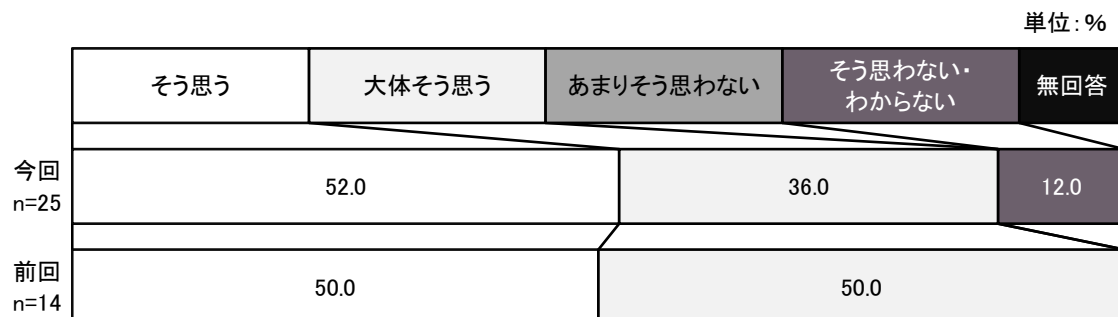 単位：%
そう思う
大体そう思う
あまりそう思わない
そう思わない・
わからない
無回答
今回
n=25
52.0
36.0
12.0
前回
n=14
50.0
50.0